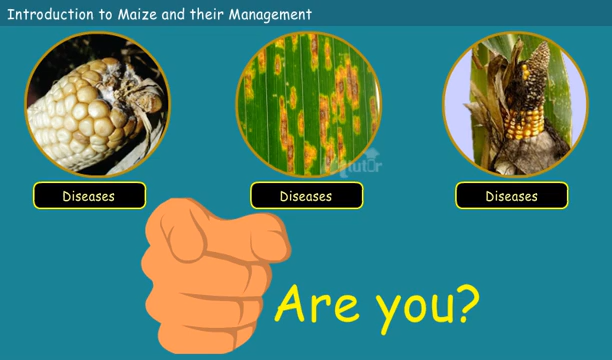 Introduction to Maize and their Management
Diseases
Diseases
Diseases
Are you?